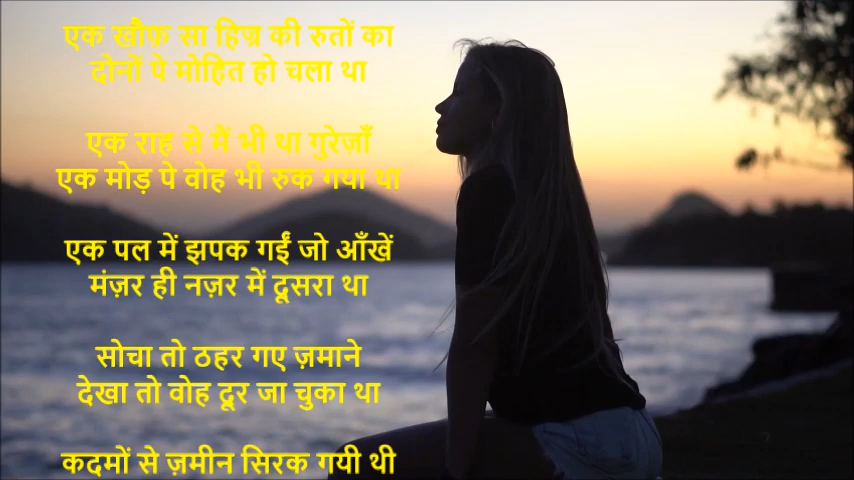 एक खौफ़ सा हिज्र की रुतों का
दोनों पे मोहित हो चला था
एक राह से मैं भी था गुरेज़ाँ
एक मोड़ पे वोह भी रुक गया था
एक पल में झपक गईं जो आँखें
मंज़र ही नज़र में दूसरा था
सोचा तो ठहर गए ज़माने
देखा तो वोह दूर जा चुका था
कदमों से ज़मीन सिरक गयी थी